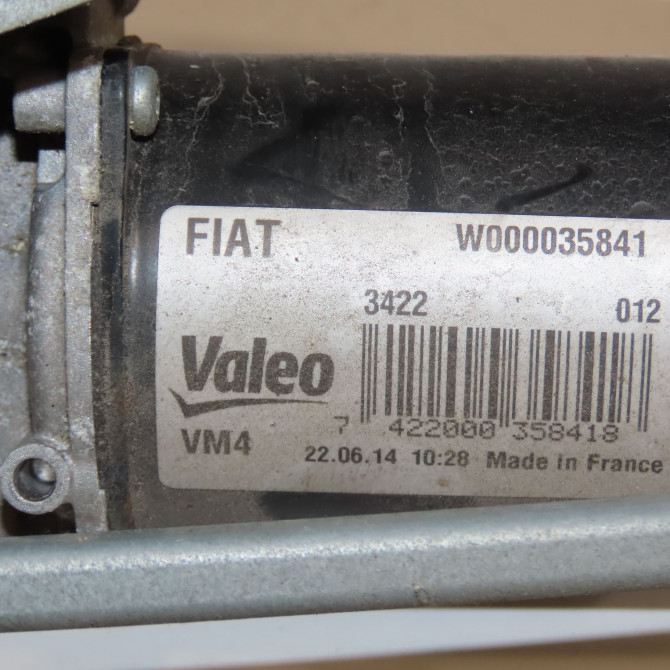 FIAT W000035841
3422 012
Valeo
7 422000 358418
VM4 22.06.14 10:28 Made in France